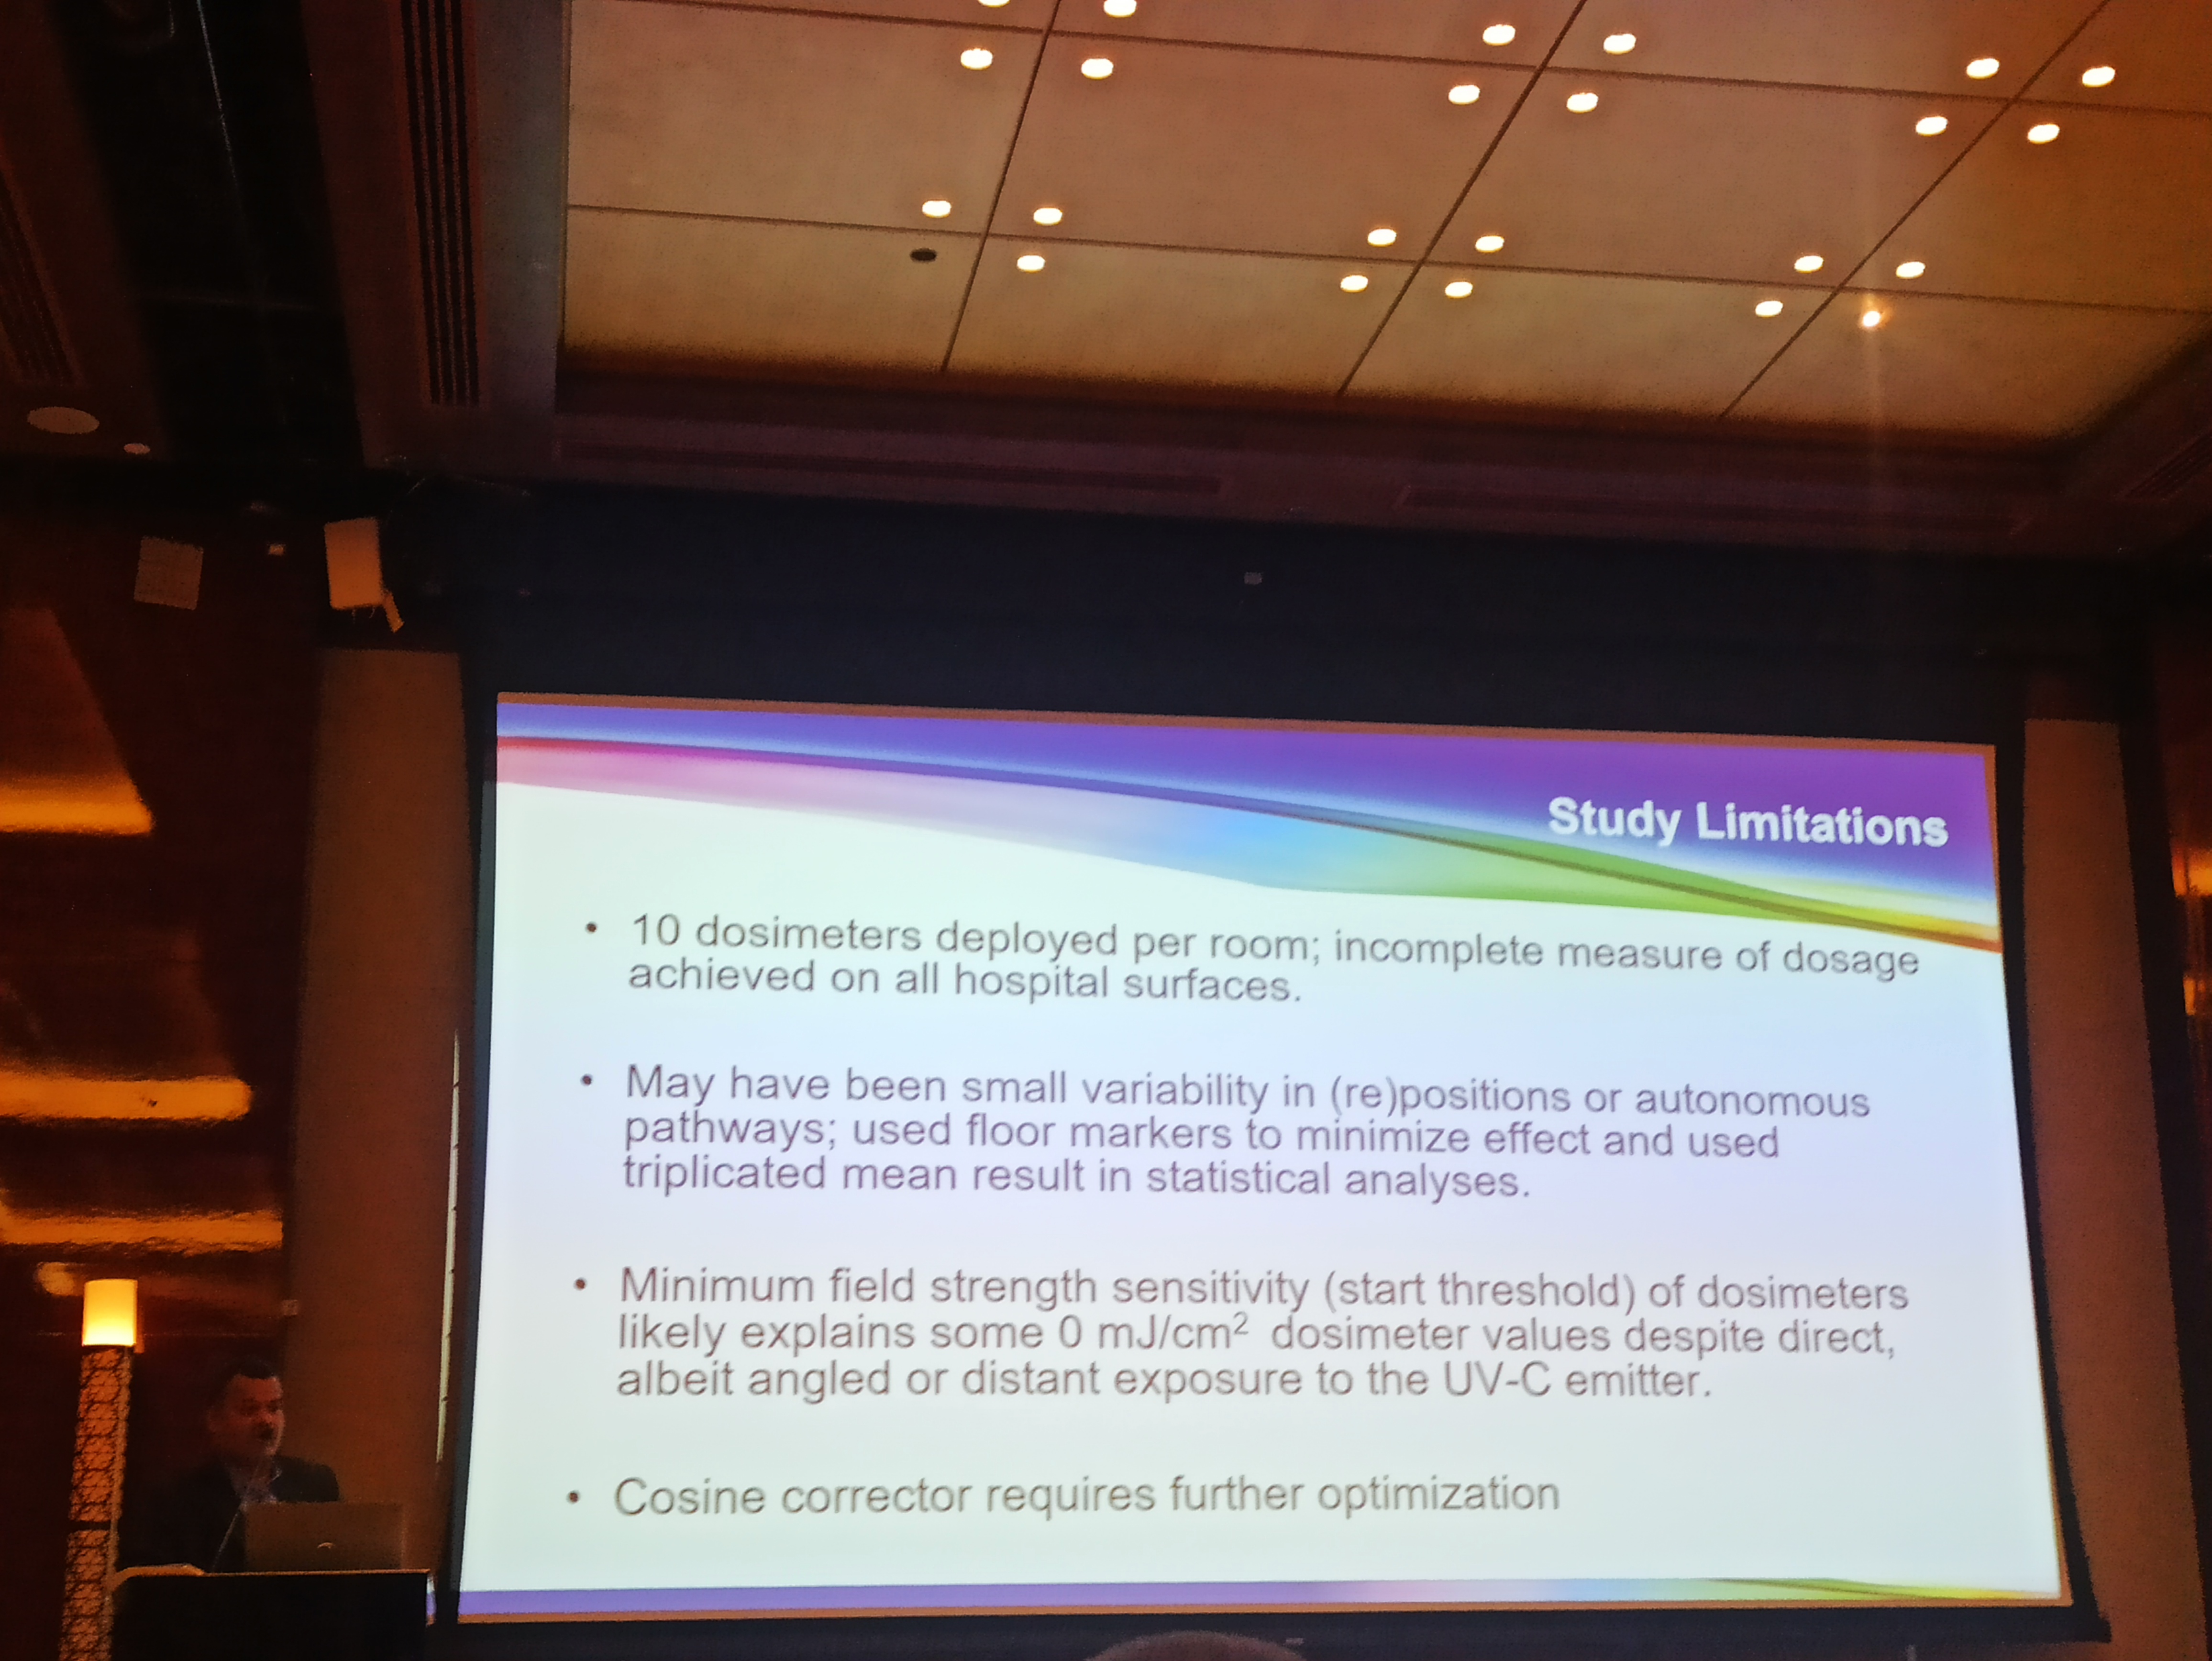 Study Limitations
• 10 dosimeters deployed per room; incomplete measure of dosage
achieved on all hospital surfaces.
• May have been small variability in (re)positions or autonomous
pathways; used floor markers to minimize effect and used
triplicated mean result in statistical analyses.
• Minimum field strength sensitivity (start threshold) of dosimeters
likely explains some 0 mJ/cm² dosimeter values despite direct,
albeit angled or distant exposure to the UV-C emitter.
• Cosine corrector requires further optimization